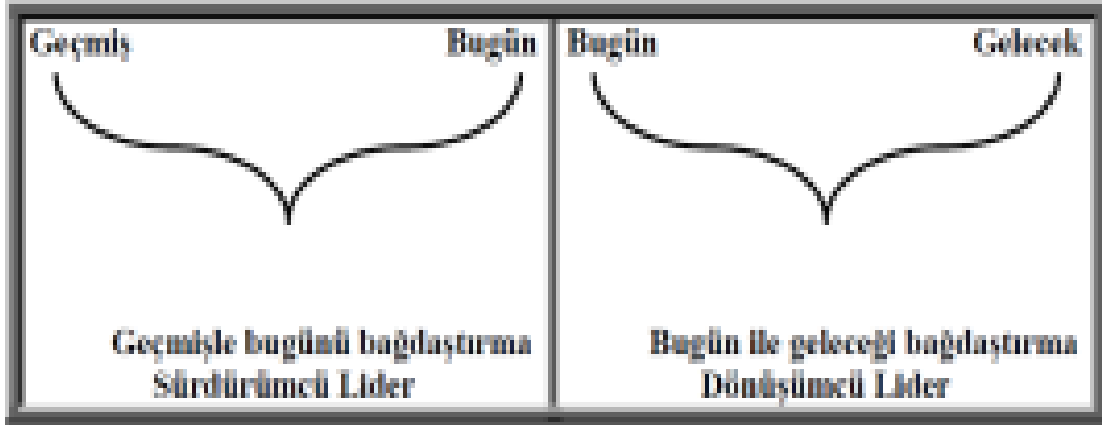 Geçmiş Bugün
Bugün Gelecek
Geçmişle bugünü bağdaştırma
Sürdürümcü Lider
Bugün ile geleceği bağdaştırma
Dönüşümcü Lider